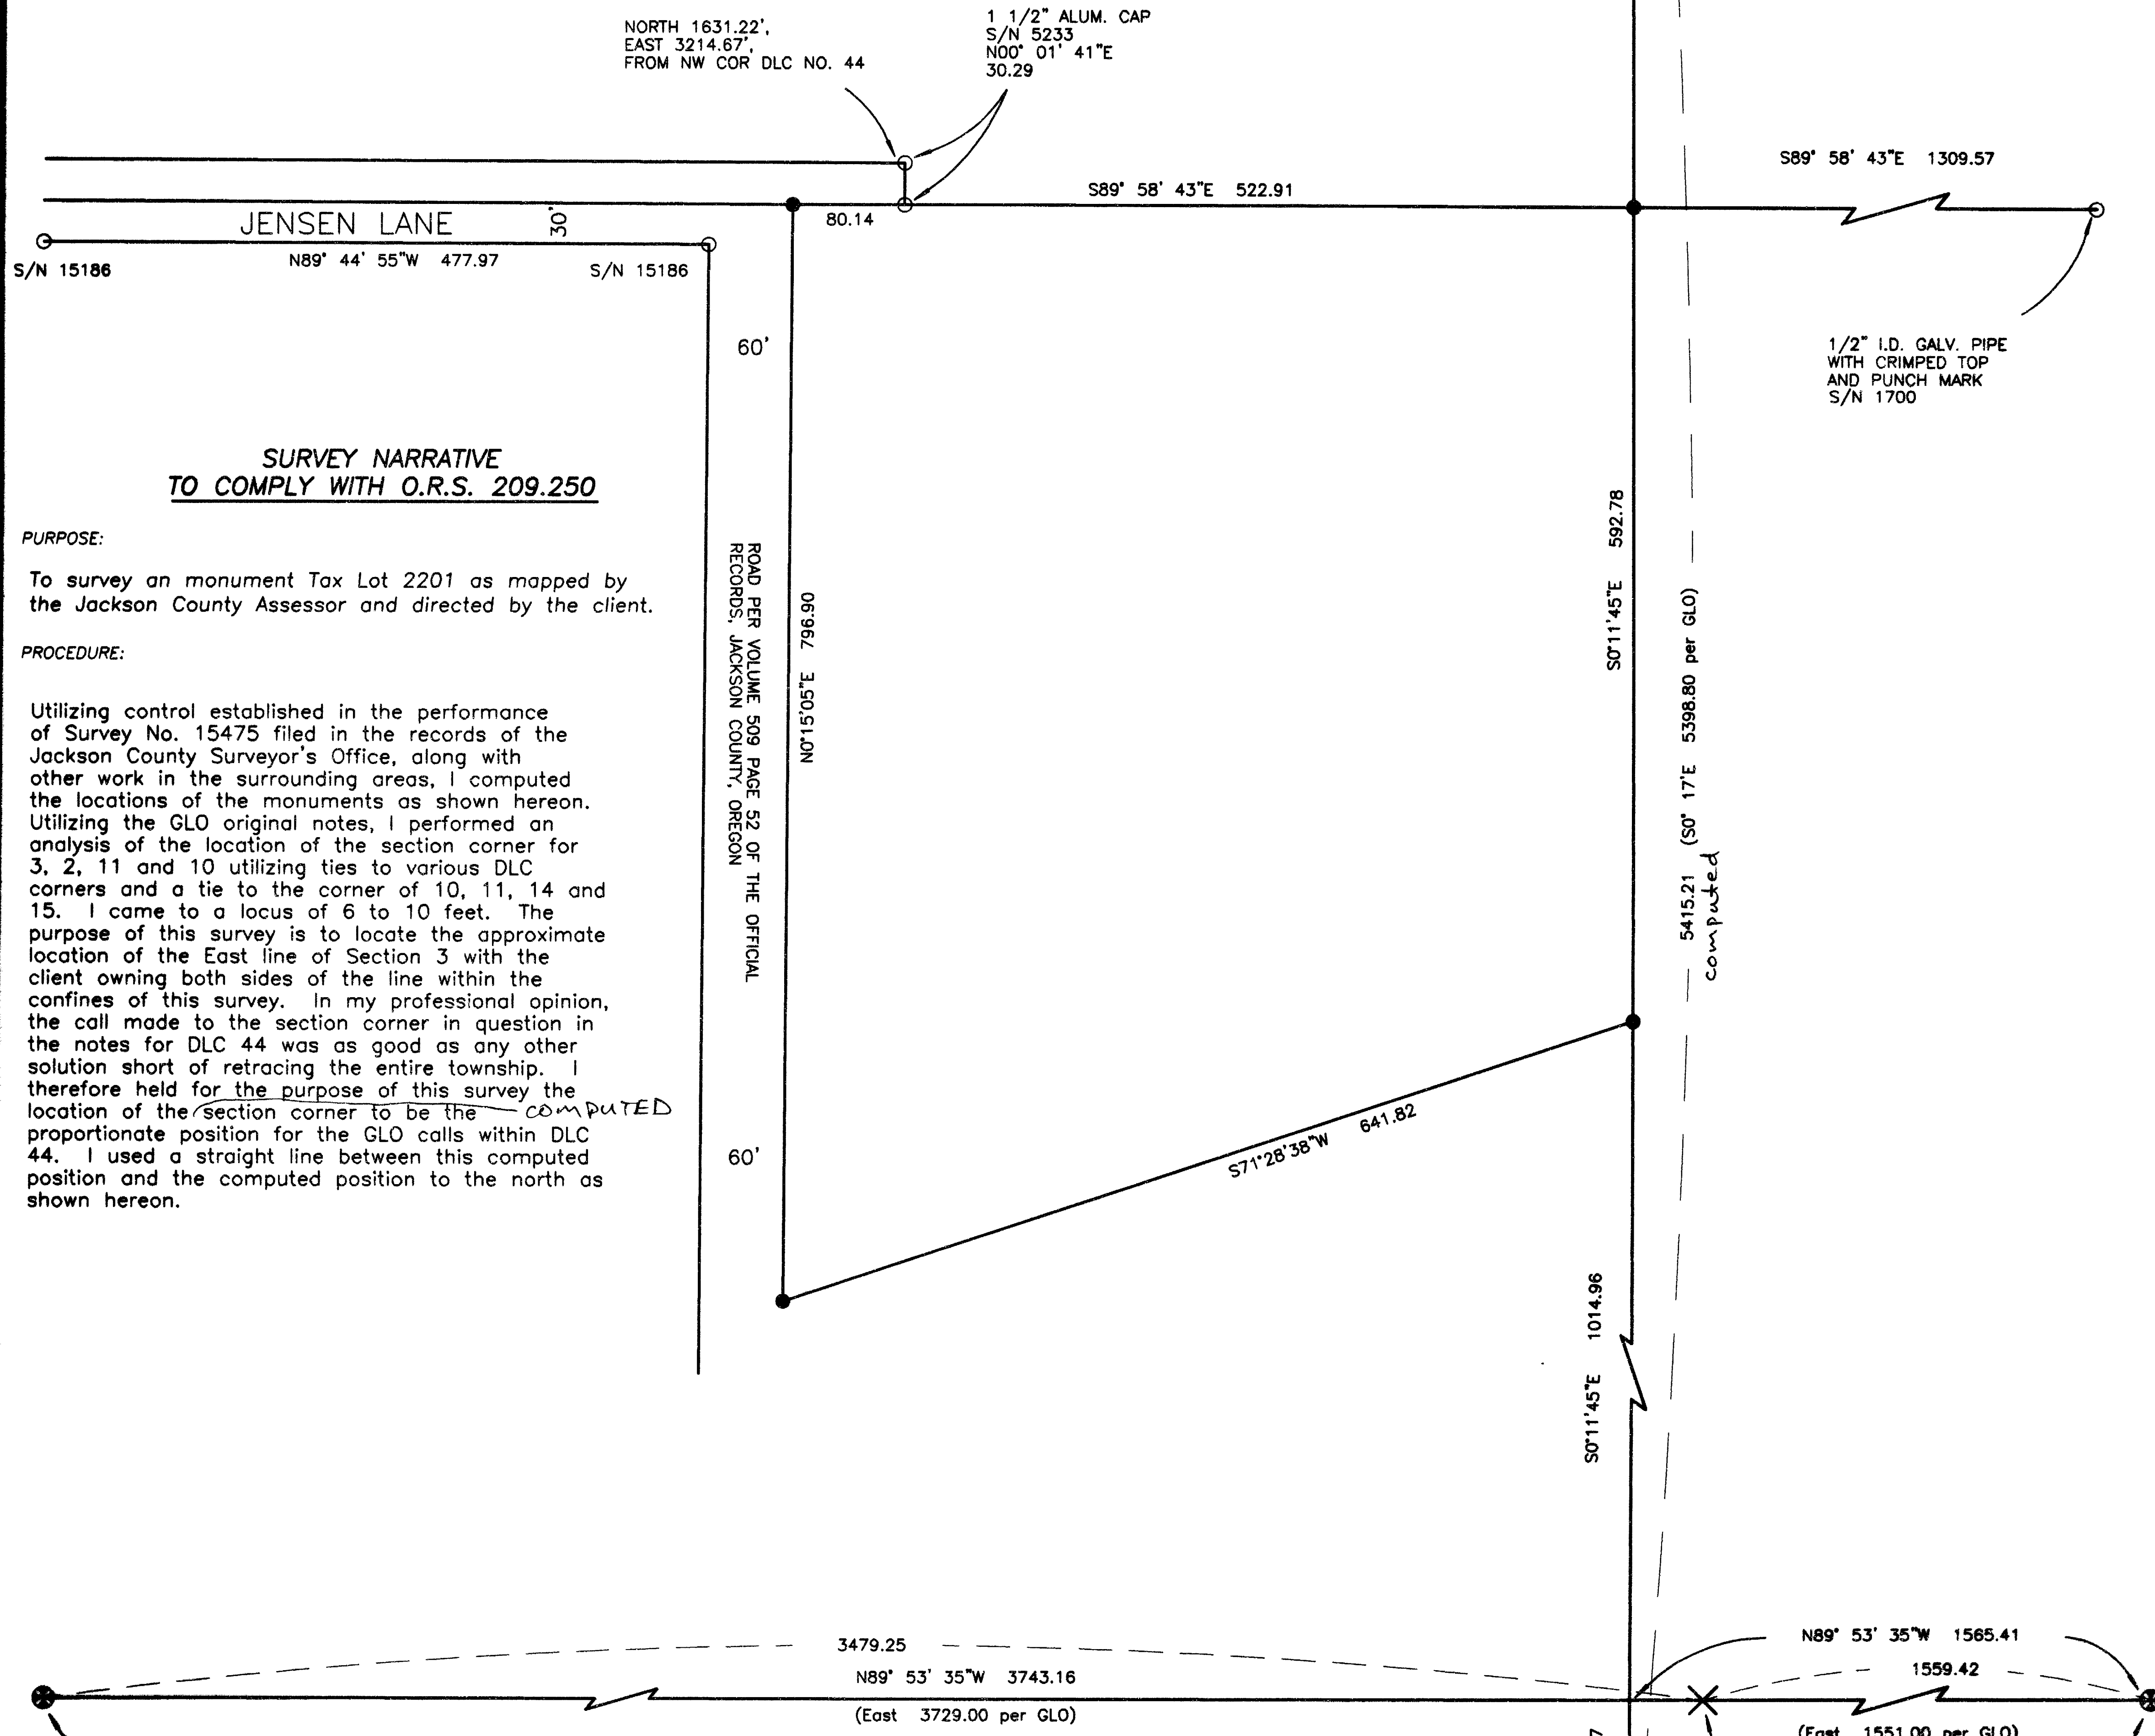 NORTH 1631.22',
EAST 3214.67',
FROM NW COR DLC NO. 44
1 1/2" ALUM. CAP
S/N 5233
N00° 01' 41"E
30.29
S89° 58' 43"E 1309.57
S89° 58' 43"E 522.91
80.14
JENSEN LANE
30'
N89° 44' 55"W 477.97
S/N 15186
S/N 15186
60'
1/2" I.D. GALV. PIPE
WITH CRIMPED TOP
AND PUNCH MARK
S/N 1700
SURVEY NARRATIVE
TO COMPLY WITH O.R.S. 209.250
PURPOSE:
To survey an monument Tax Lot 2201 as mapped by
the Jackson County Assessor and directed by the client.
PROCEDURE:
Utilizing control established in the performance
of Survey No. 15475 filed in the records of the
Jackson County Surveyor's Office, along with
other work in the surrounding areas, I computed
the locations of the monuments as shown hereon.
Utilizing the GLO original notes, I performed an
analysis of the location of the section corner for
3, 2, 11 and 10 utilizing ties to various DLC
corners and a tie to the corner of 10, 11, 14 and
15. I came to a locus of 6 to 10 feet. The
purpose of this survey is to locate the approximate
location of the East line of Section 3 with the
client owning both sides of the line within the
confines of this survey. In my professional opinion,
the call made to the section corner in question in
the notes for DLC 44 was as good as any other
solution short of retracing the entire township. I
therefore held for the purpose of this survey the
location of the section corner to be the COMPUTED
proportionate position for the GLO calls within DLC
44. I used a straight line between this computed
position and the computed position to the north as
shown hereon.
ROAD PER VOLUME 509 PAGE 52 OF THE OFFICIAL
RECORDS, JACKSON COUNTY, OREGON
N0°15'05"E 796.90
60'
S0°11'45"E 592.78
5415.21 (S0° 17'E 5398.80 per GLO)
computed
S71°28'38"W 641.82
S0°11'45"E 1014.96
3479.25
N89° 53' 35"W 3743.16
(East 3729.00 per GLO)
N89° 53' 35"W 1565.41
1559.42
(East 1551.00 per GLO)